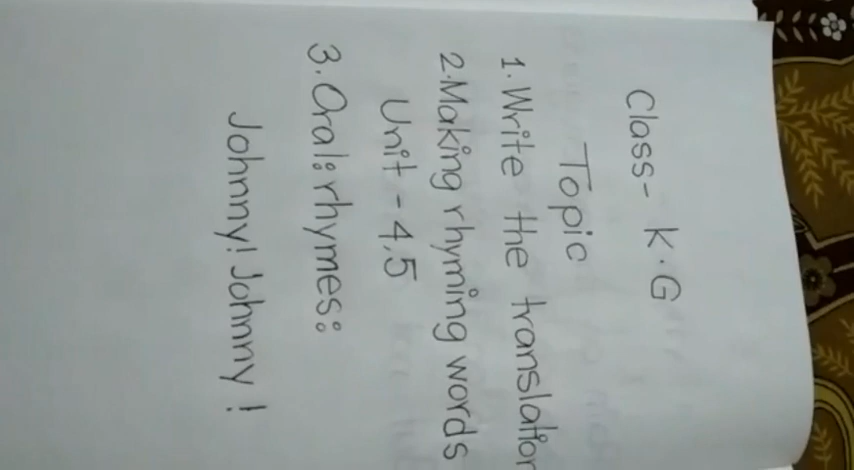 Class- K.G
Topic
1. Write the translation
2. Making rhyming words
Unit - 4,5
3. Oral: rhymes:
Johnny! Johnny!